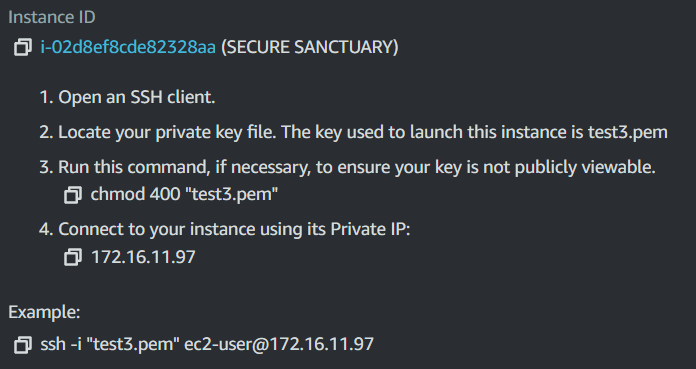 Instance ID
i-02d8ef8cde82328aa (SECURE SANCTUARY)
1. Open an SSH client.
2. Locate your private key file. The key used to launch this instance is test3.pem
3. Run this command, if necessary, to ensure your key is not publicly viewable.
chmod 400 "test3.pem"
4. Connect to your instance using its Private IP:
172.16.11.97
Example:
ssh -i "test3.pem" ec2-user@172.16.11.97